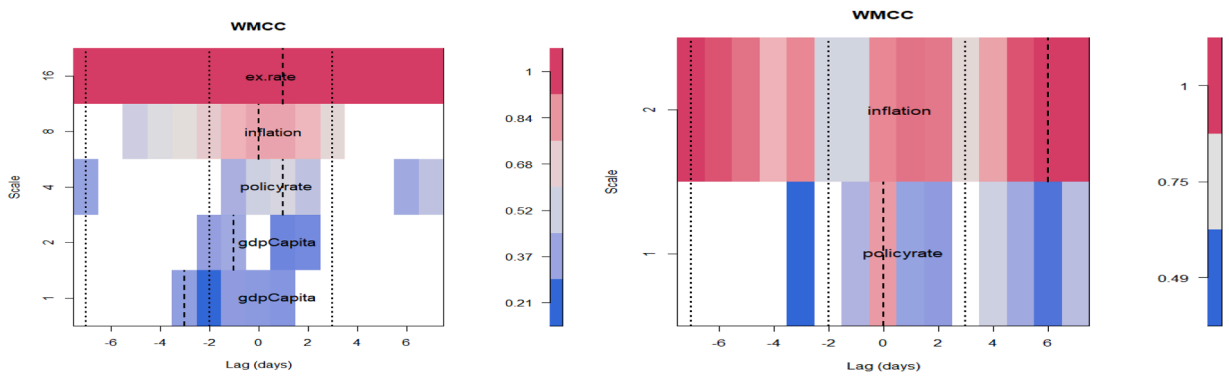 WMCC
Scale
16
8
4
2
1
ex.rate
inflation
policyrate
gdpCapita
gdpCapita
-6
-4
-2
0
2
4
6
Lag (days)
1
0.84
0.68
0.52
0.37
0.21
WMCC
Scale
2
1
inflation
policyrate
-6
-4
-2
0
2
4
6
Lag (days)
1
0.75
0.49